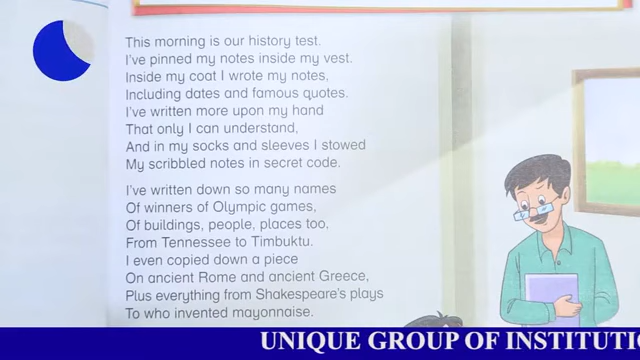 This morning is our history test.
I've pinned my notes inside my vest.
Inside my coat I wrote my notes,
Including dates and famous quotes.
I've written more upon my hand
That only I can understand,
And in my socks and sleeves I stowed
My scribbled notes in secret code.
I've written down so many names
Of winners of Olympic games,
Of buildings, people, places too,
From Tennessee to Timbuktu.
I even copied down a piece
On ancient Rome and ancient Greece,
Plus everything from Shakespeare's plays
To who invented mayonnaise.
UNIQUE GROUP OF INSTITUTI